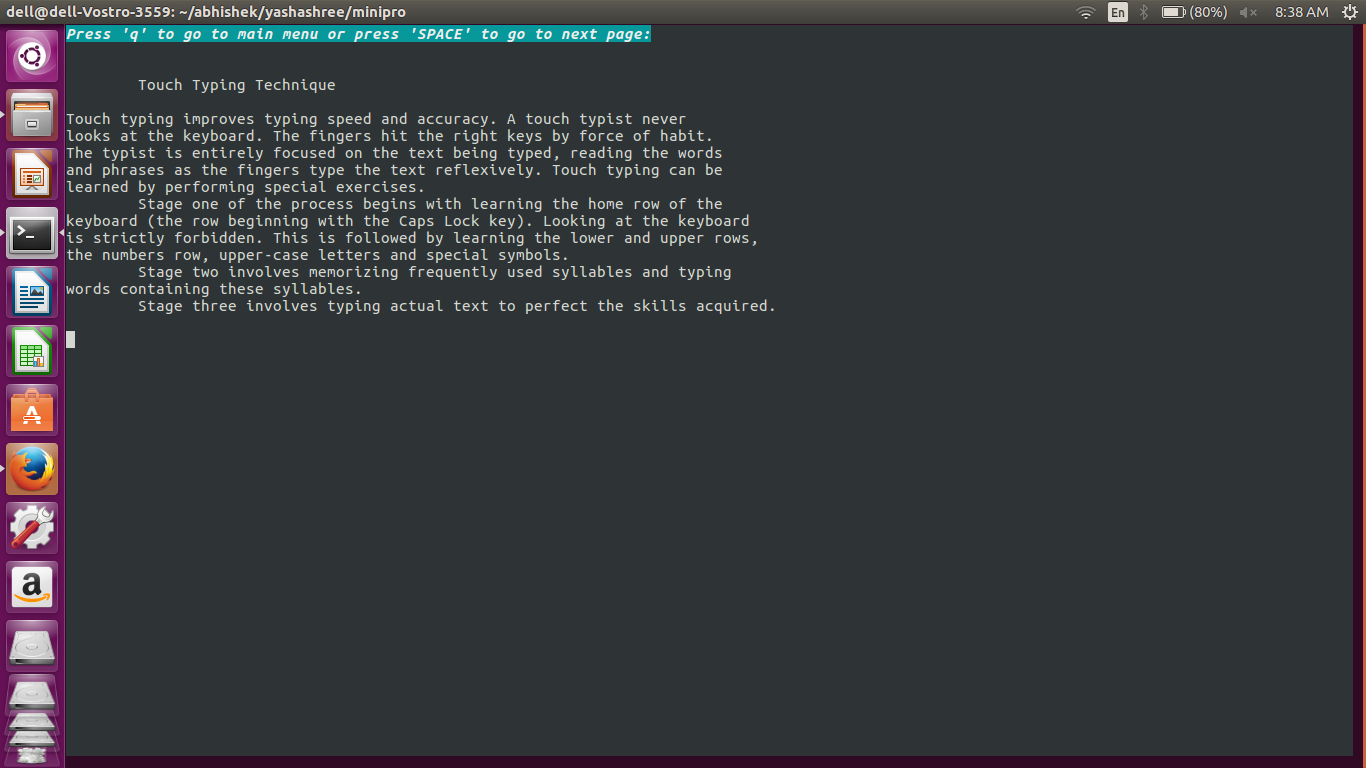 dell@dell-Vostro-3559: ~/abhishek/yashashree/minipro
En
(80%)
8:38 AM
Press 'q' to go to main menu or press 'SPACE' to go to next page:
Touch Typing Technique
Touch typing improves typing speed and accuracy. A touch typist never
looks at the keyboard. The fingers hit the right keys by force of habit.
The typist is entirely focused on the text being typed, reading the words
and phrases as the fingers type the text reflexively. Touch typing can be
learned by performing special exercises.
Stage one of the process begins with learning the home row of the
keyboard (the row beginning with the Caps Lock key). Looking at the keyboard
is strictly forbidden. This is followed by learning the lower and upper rows,
the numbers row, upper-case letters and special symbols.
Stage two involves memorizing frequently used syllables and typing
words containing these syllables.
Stage three involves typing actual text to perfect the skills acquired.